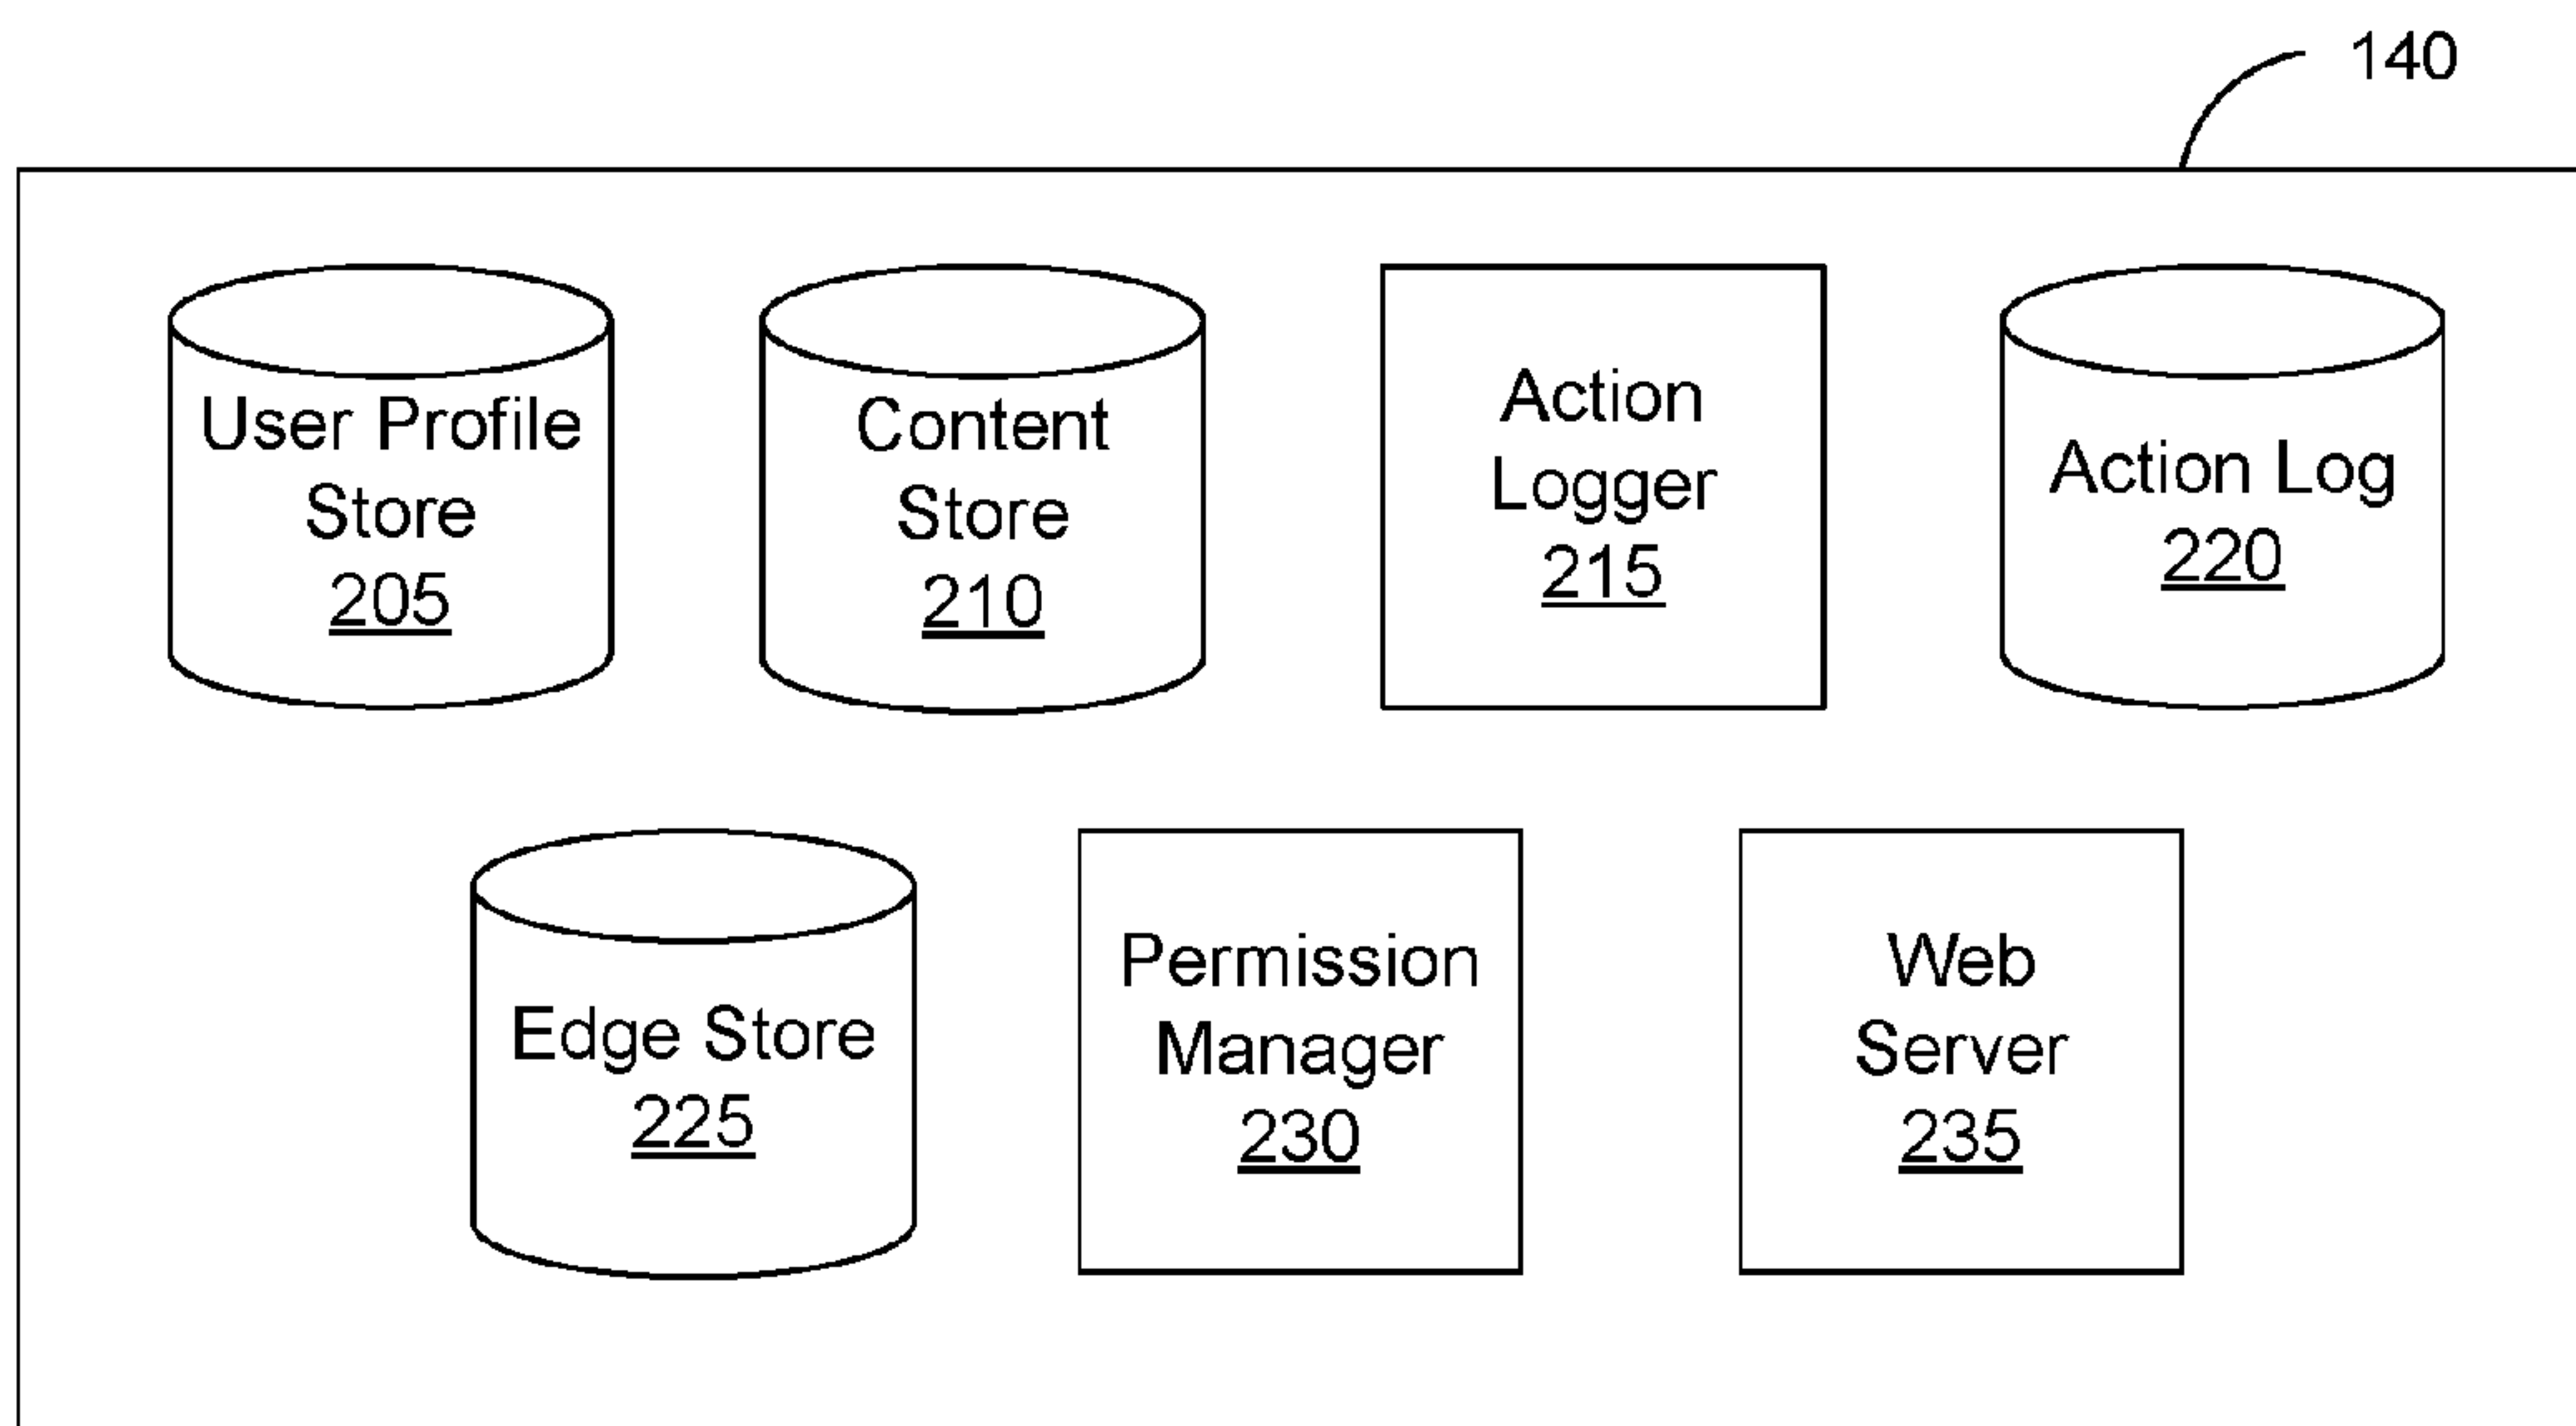 140
User Profile
Store
205
Content
Store
210
Action
Logger
215
Action Log
220
Edge Store
225
Permission
Manager
230
Web
Server
235